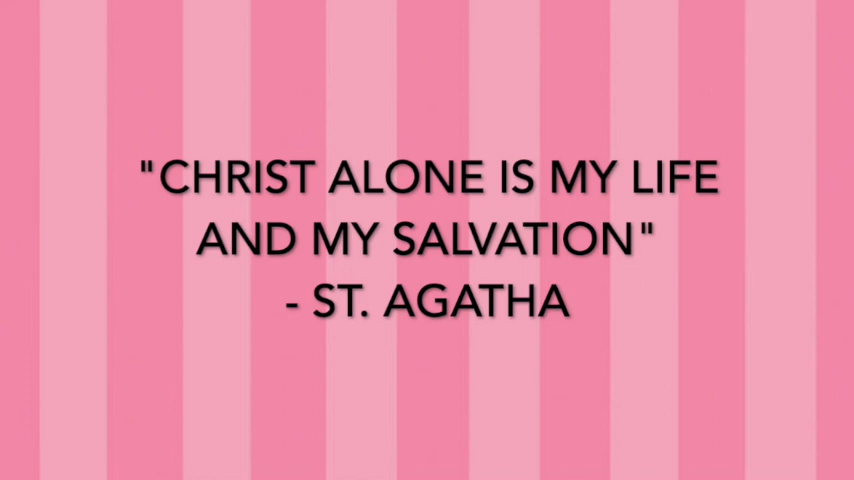 "CHRIST ALONE IS MY LIFE
AND MY SALVATION"
- ST. AGATHA